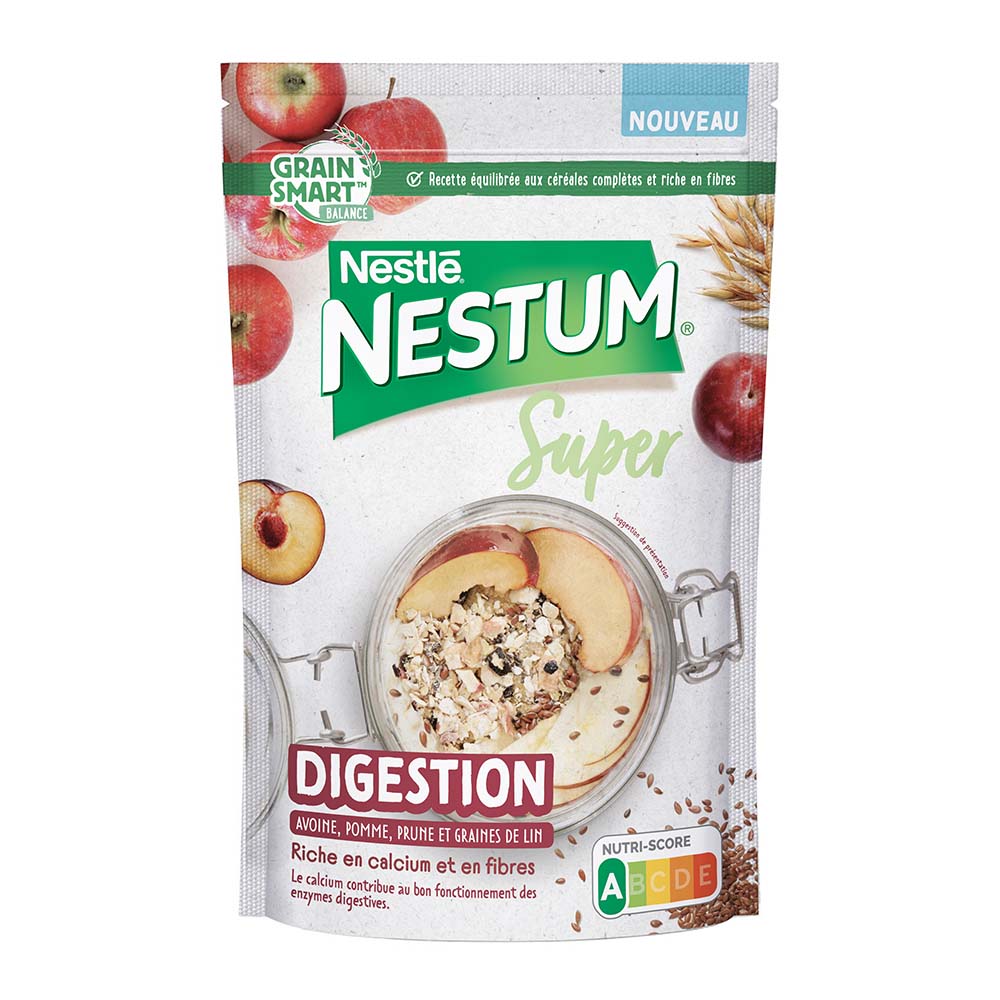 NOUVEAU
GRAIN
SMART™
BALANCE
Recette équilibrée aux céréales complètes et riche en fibres
Nestlé®
NESTUM®
Super
Suggestion de présentation
DIGESTION
AVOINE, POMME, PRUNE ET GRAINES DE LIN
Riche en calcium et en fibres
Le calcium contribue au bon fonctionnement des
enzymes digestives.
NUTRI-SCORE
A B C D E